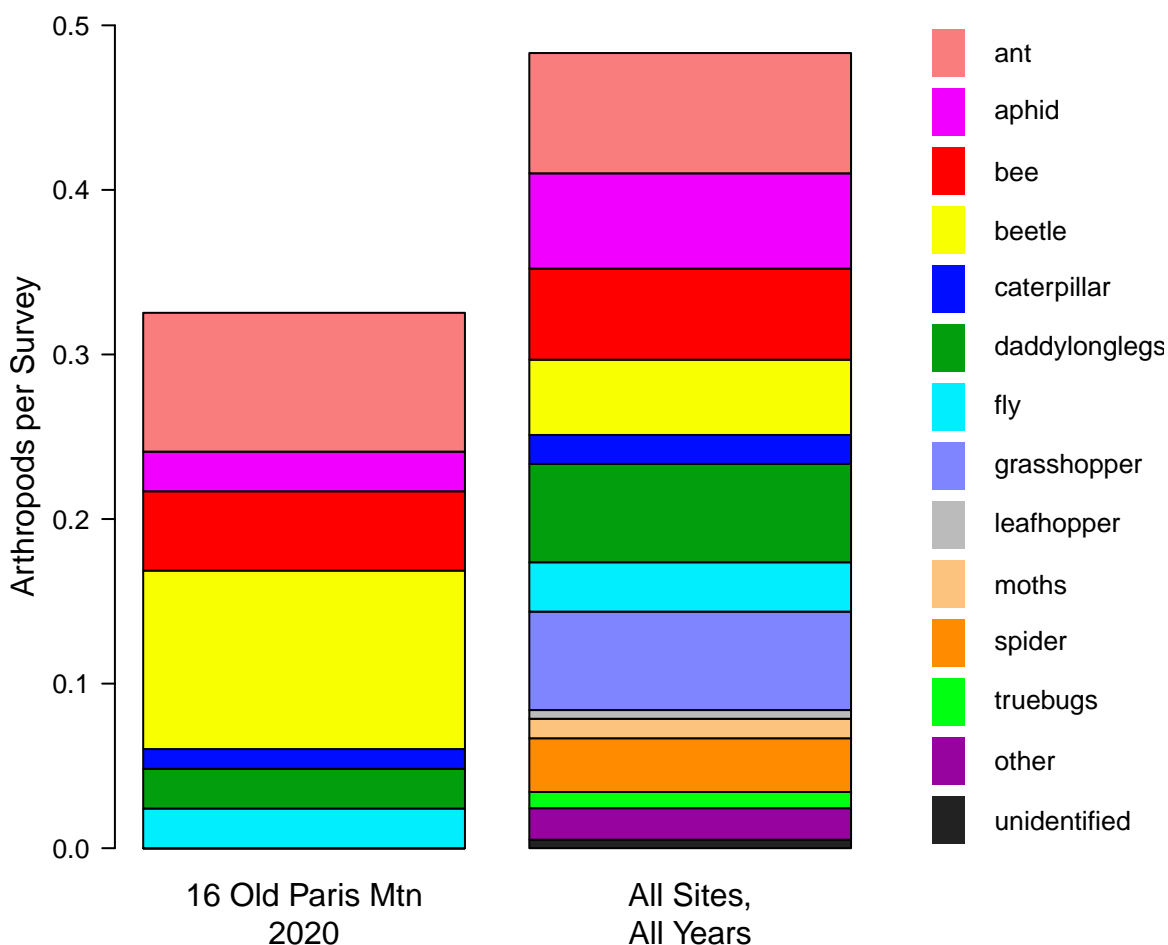 0.5
0.4
0.3
0.2
0.1
0.0
Arthropods per Survey
16 Old Paris Mtn
2020
All Sites,
All Years
ant
aphid
bee
beetle
caterpillar
daddylonglegs
fly
grasshopper
leafhopper
moths
spider
truebugs
other
unidentified